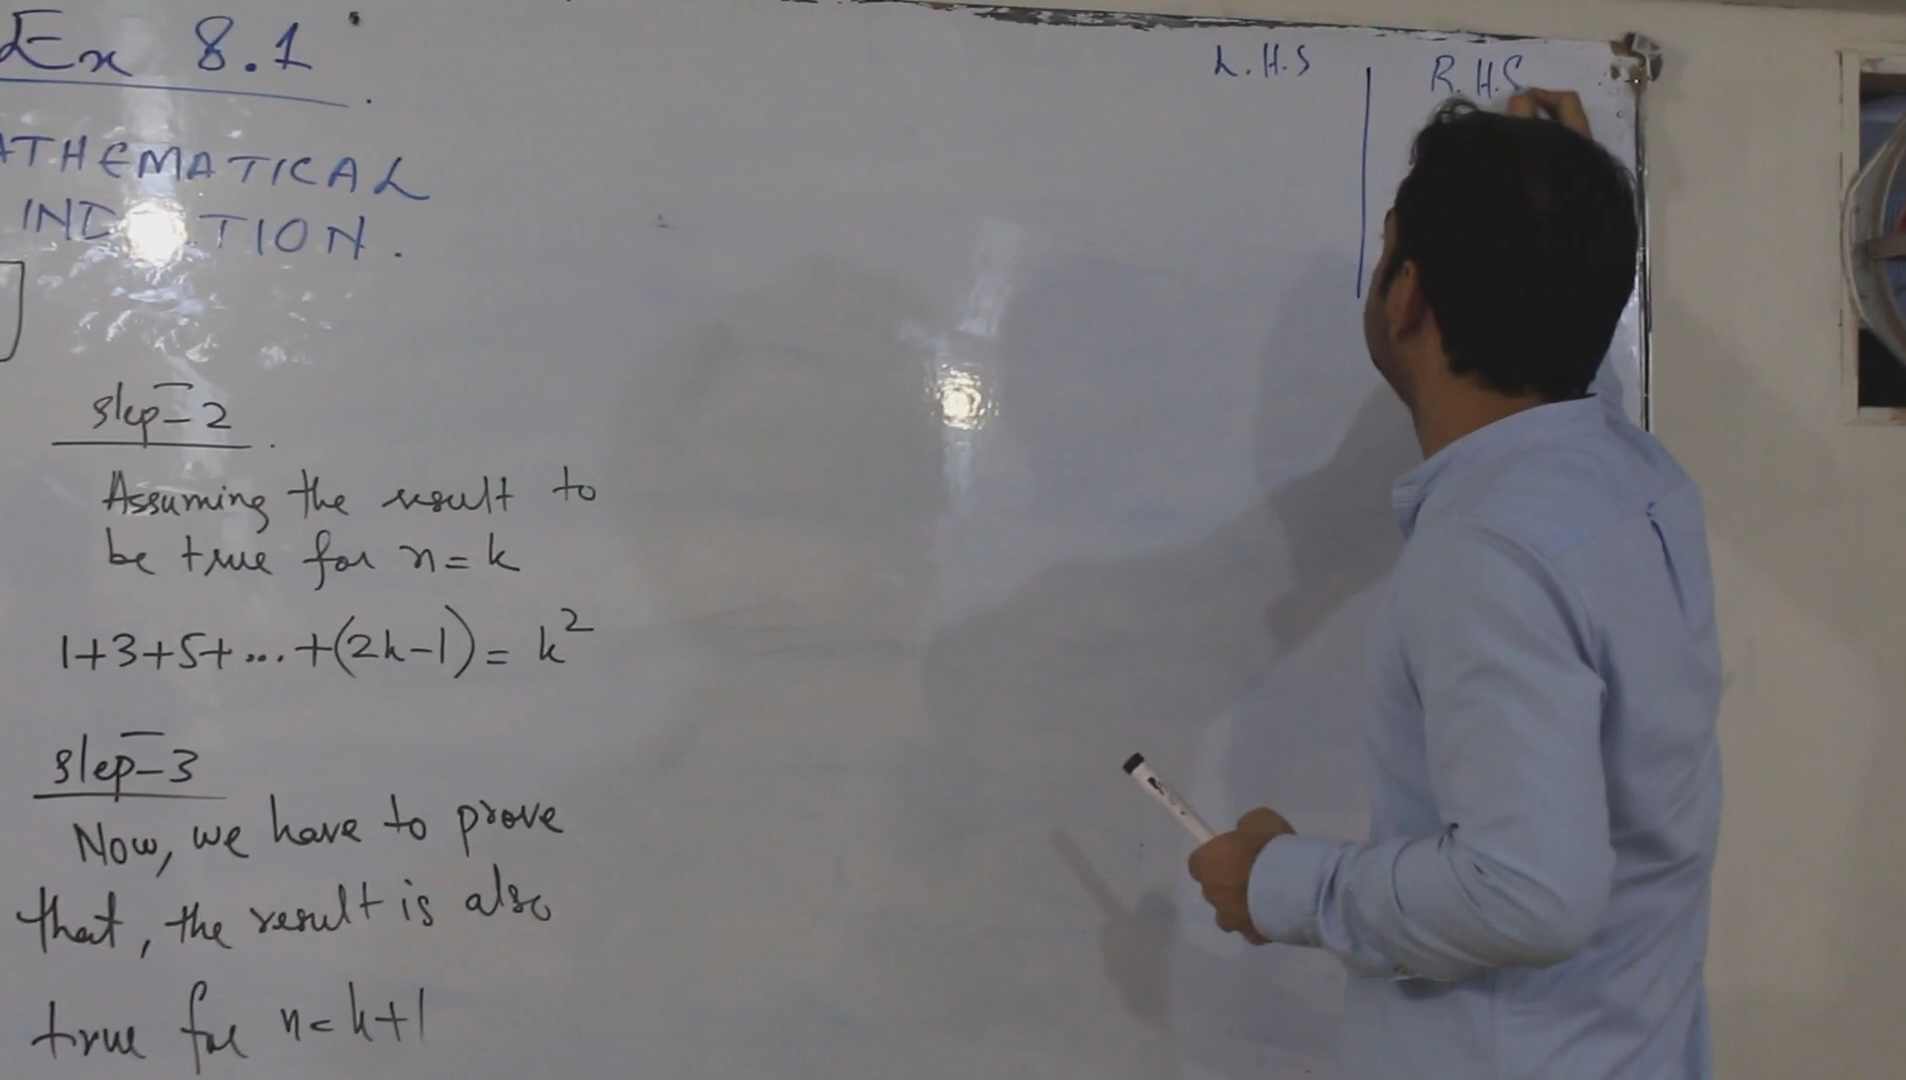 Ex 8.1
ATHEMATICAL
INDUCTION.
Step-2
Assuming the result to
be true for n=k
1+3+5+...+(2k-1)= k²
Step-3
Now, we have to prove
that, the result is also
true for n=k+1
L.H.S
R.H.S